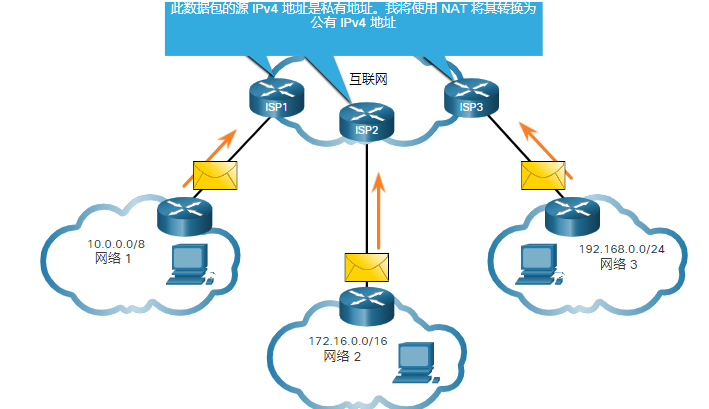 此数据包的源 IPv4 地址是私有地址。我将使用 NAT 将其转换为
公有 IPv4 地址
互联网
ISP1
ISP2
ISP3
10.0.0.0/8
网络 1
192.168.0.0/24
网络 3
172.16.0.0/16
网络 2